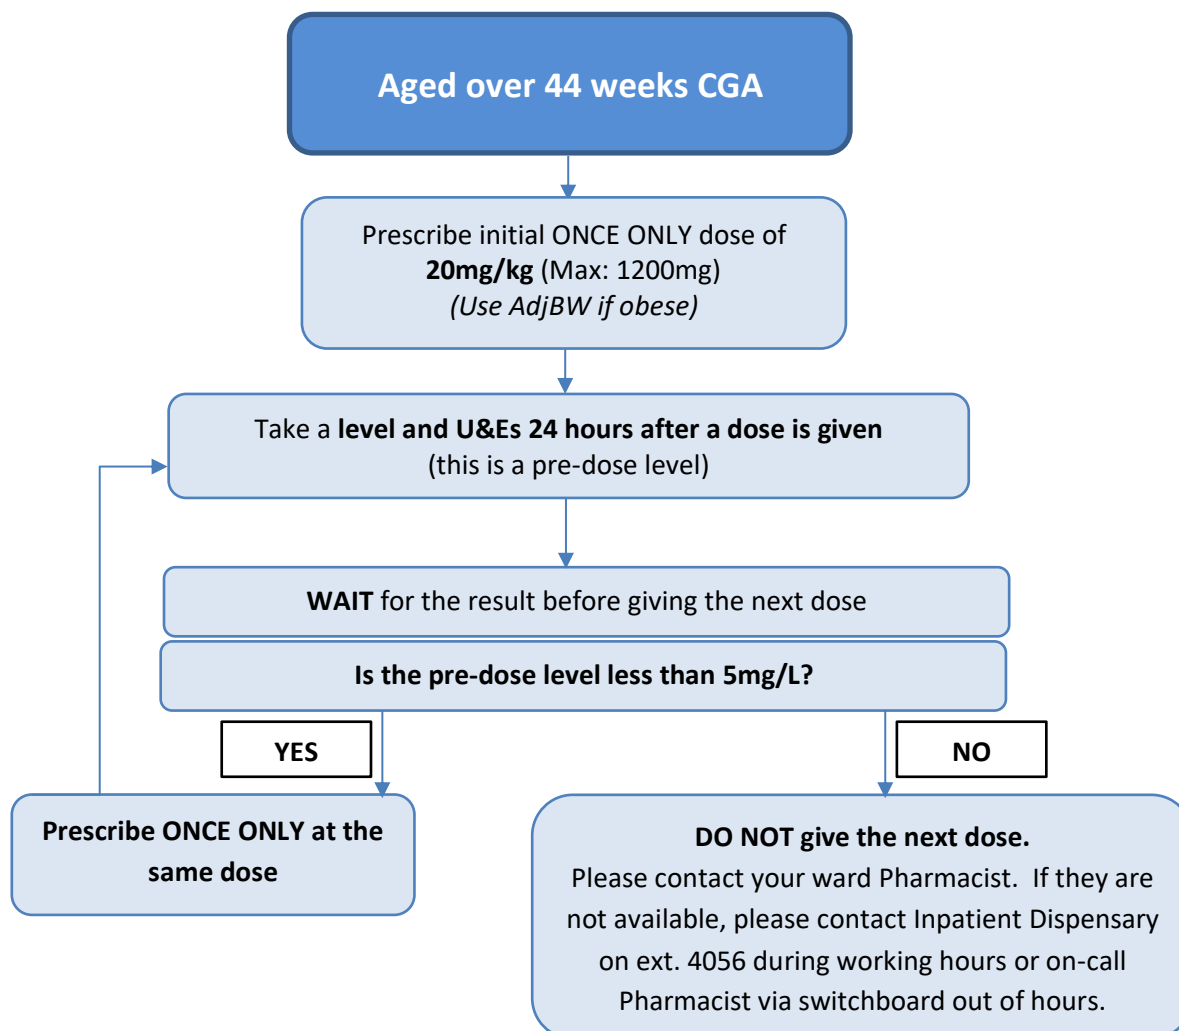 Aged over 44 weeks CGA
Prescribe initial ONCE ONLY dose of
20mg/kg (Max: 1200mg)
(Use AdjBW if obese)
Take a level and U&Es 24 hours after a dose is given
(this is a pre-dose level)
WAIT for the result before giving the next dose
Is the pre-dose level less than 5mg/L?
YES
NO
Prescribe ONCE ONLY at the
same dose
DO NOT give the next dose.
Please contact your ward Pharmacist.  If they are
not available, please contact Inpatient Dispensary
on ext. 4056 during working hours or on-call
Pharmacist via switchboard out of hours.